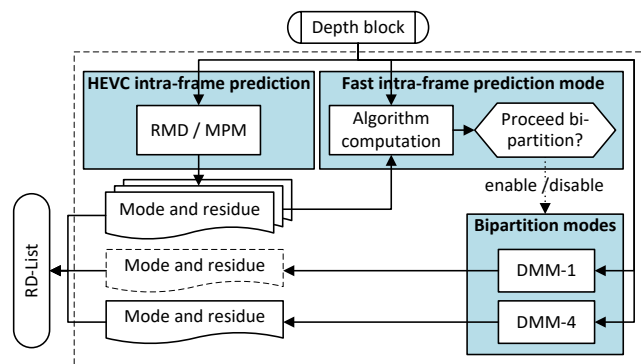 Depth block
HEVC intra-frame prediction
Fast intra-frame prediction mode
RMD / MPM
Algorithm
computation
Proceed bi-
partition?
enable /disable
Mode and residue
Bipartition modes
RD-List
Mode and residue
DMM-1
Mode and residue
DMM-4